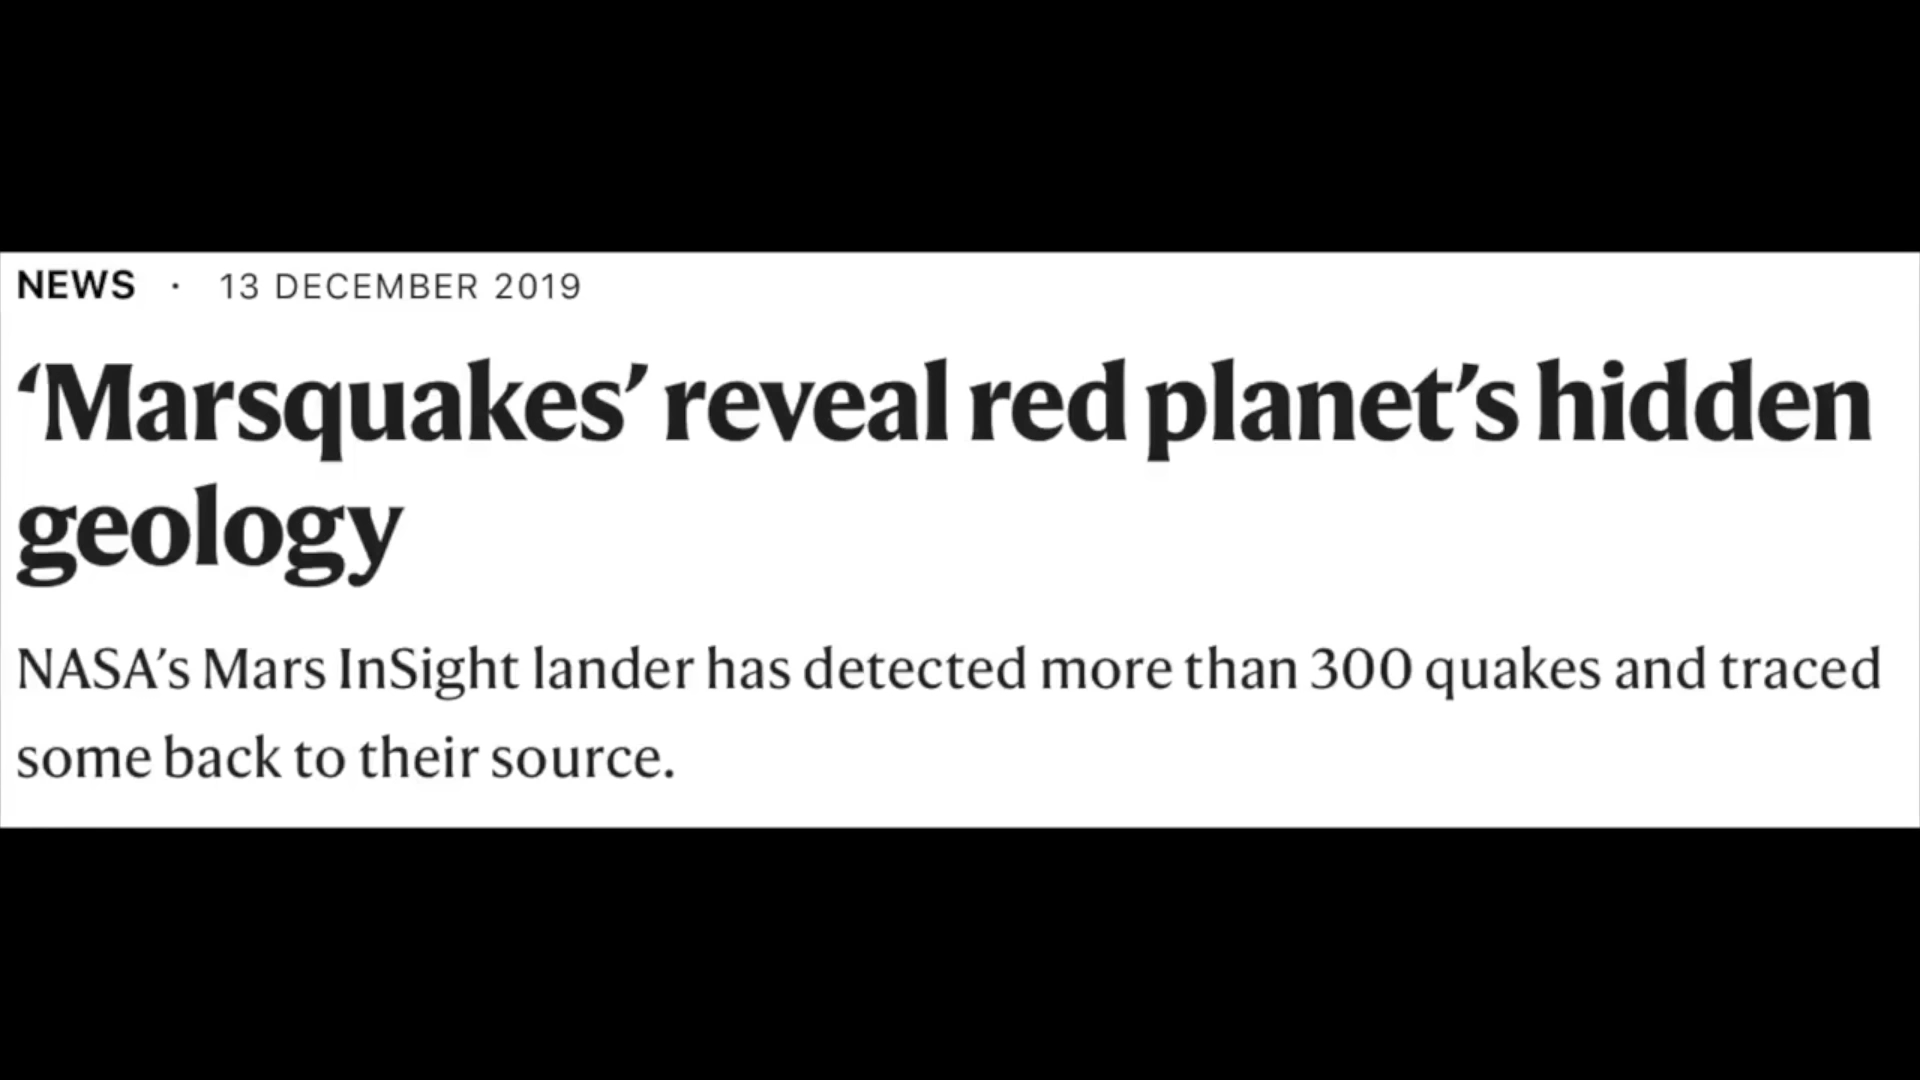 NEWS · 13 DECEMBER 2019
‘Marsquakes’ reveal red planet’s hidden
geology
NASA’s Mars InSight lander has detected more than 300 quakes and traced
some back to their source.